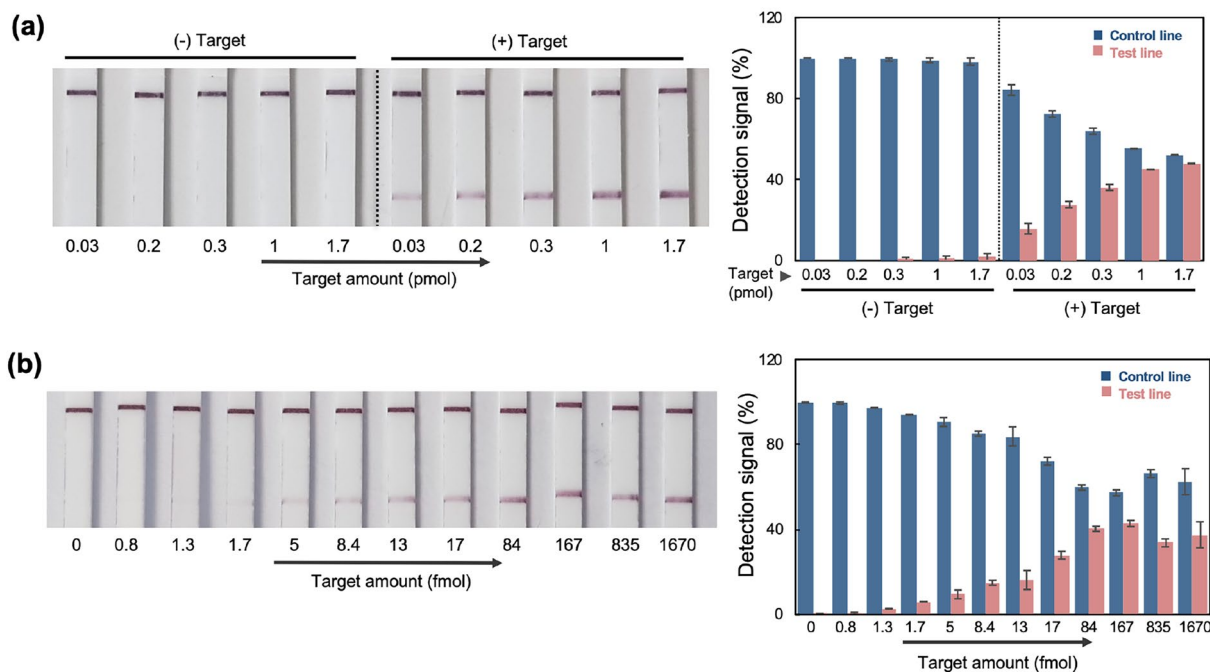 (a)
(-) Target
(+) Target
0.03 0.2 0.3 1 1.7 0.03 0.2 0.3 1 1.7
Target amount (pmol)
120
80
40
0
Detection signal (%)
Control line
Test line
Target
(pmol)
0.03 0.2 0.3 1 1.7 0.03 0.2 0.3 1 1.7
(-) Target
(+) Target
(b)
0 0.8 1.3 1.7 5 8.4 13 17 84 167 835 1670
Target amount (fmol)
120
80
40
0
Detection signal (%)
Control line
Test line
0 0.8 1.3 1.7 5 8.4 13 17 84 167 835 1670
Target amount (fmol)